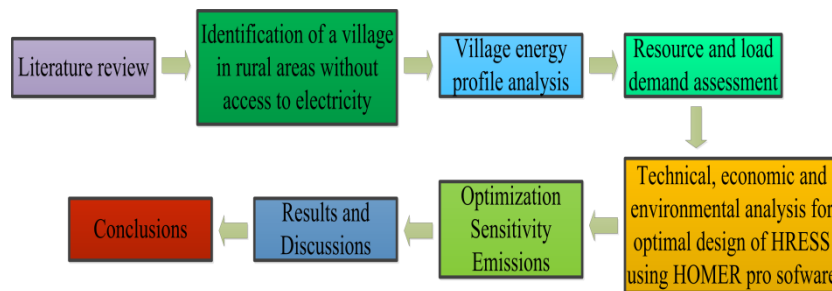 Literature review
Identification of a village
in rural areas without
access to electricity
Village energy
profile analysis
Resource and load
demand assessment
Technical, economic and
environmental analysis for
optimal design of HRESS
using HOMER pro sofware
Optimization
Sensitivity
Emissions
Results and
Discussions
Conclusions